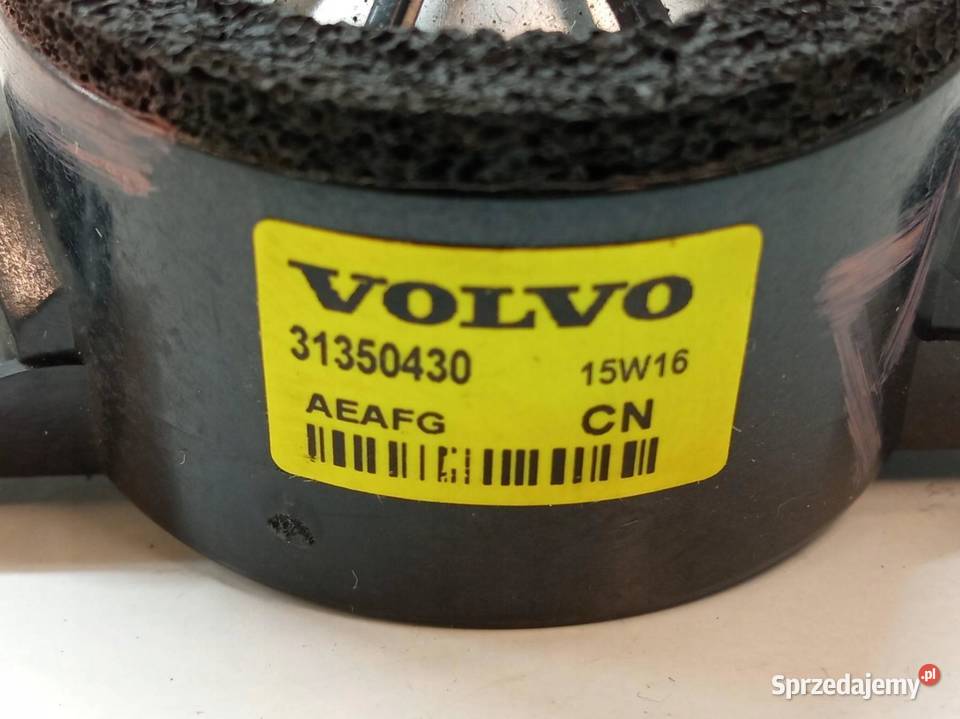 VOLVO
31350430 15W16
AEAFG CN
Sprzedajemy.pl